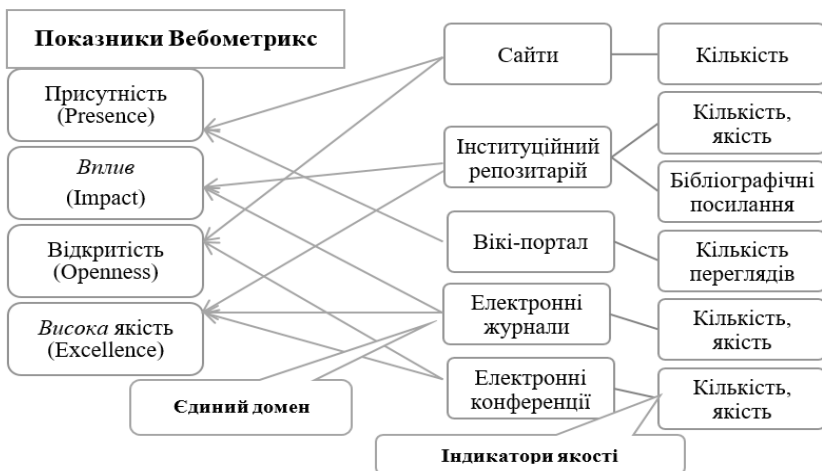 Показники Вебометрикс
Присутність
(Presence)
Вплив
(Impact)
Відкритість
(Openness)
Висока якість
(Excellence)
Єдиний домен
Сайти
Інституційний
репозитарій
Вікі-портал
Електронні
журнали
Електронні
конференції
Кількість
Кількість,
якість
Бібліографічні
посилання
Кількість
переглядів
Кількість,
якість
Кількість,
якість
Індикатори якості